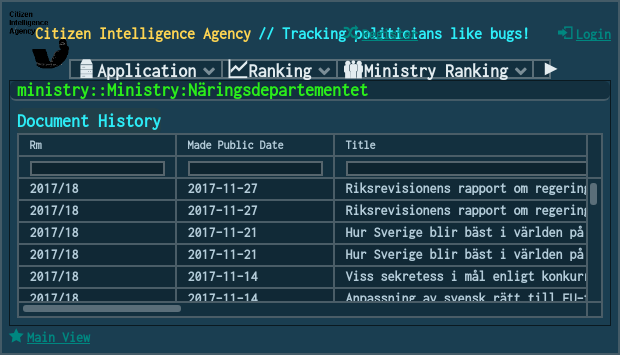 Citizen
Intelligence
Agency
Citizen Intelligence Agency // Tracking politicians like bugs!
Login
Application Ranking Ministry Ranking
ministry::Ministry:Näringsdepartementet
Document History
Rm Made Public Date Title
2017/18 2017-11-27 Riksrevisionens rapport om regering
2017/18 2017-11-27 Riksrevisionens rapport om regering
2017/18 2017-11-21 Hur Sverige blir bäst i världen på
2017/18 2017-11-21 Hur Sverige blir bäst i världen på
2017/18 2017-11-14 Viss sekretess i mål enligt konkurr
2017/18 2017-11-14 Anpassning av svensk rätt till EU-f
Main View